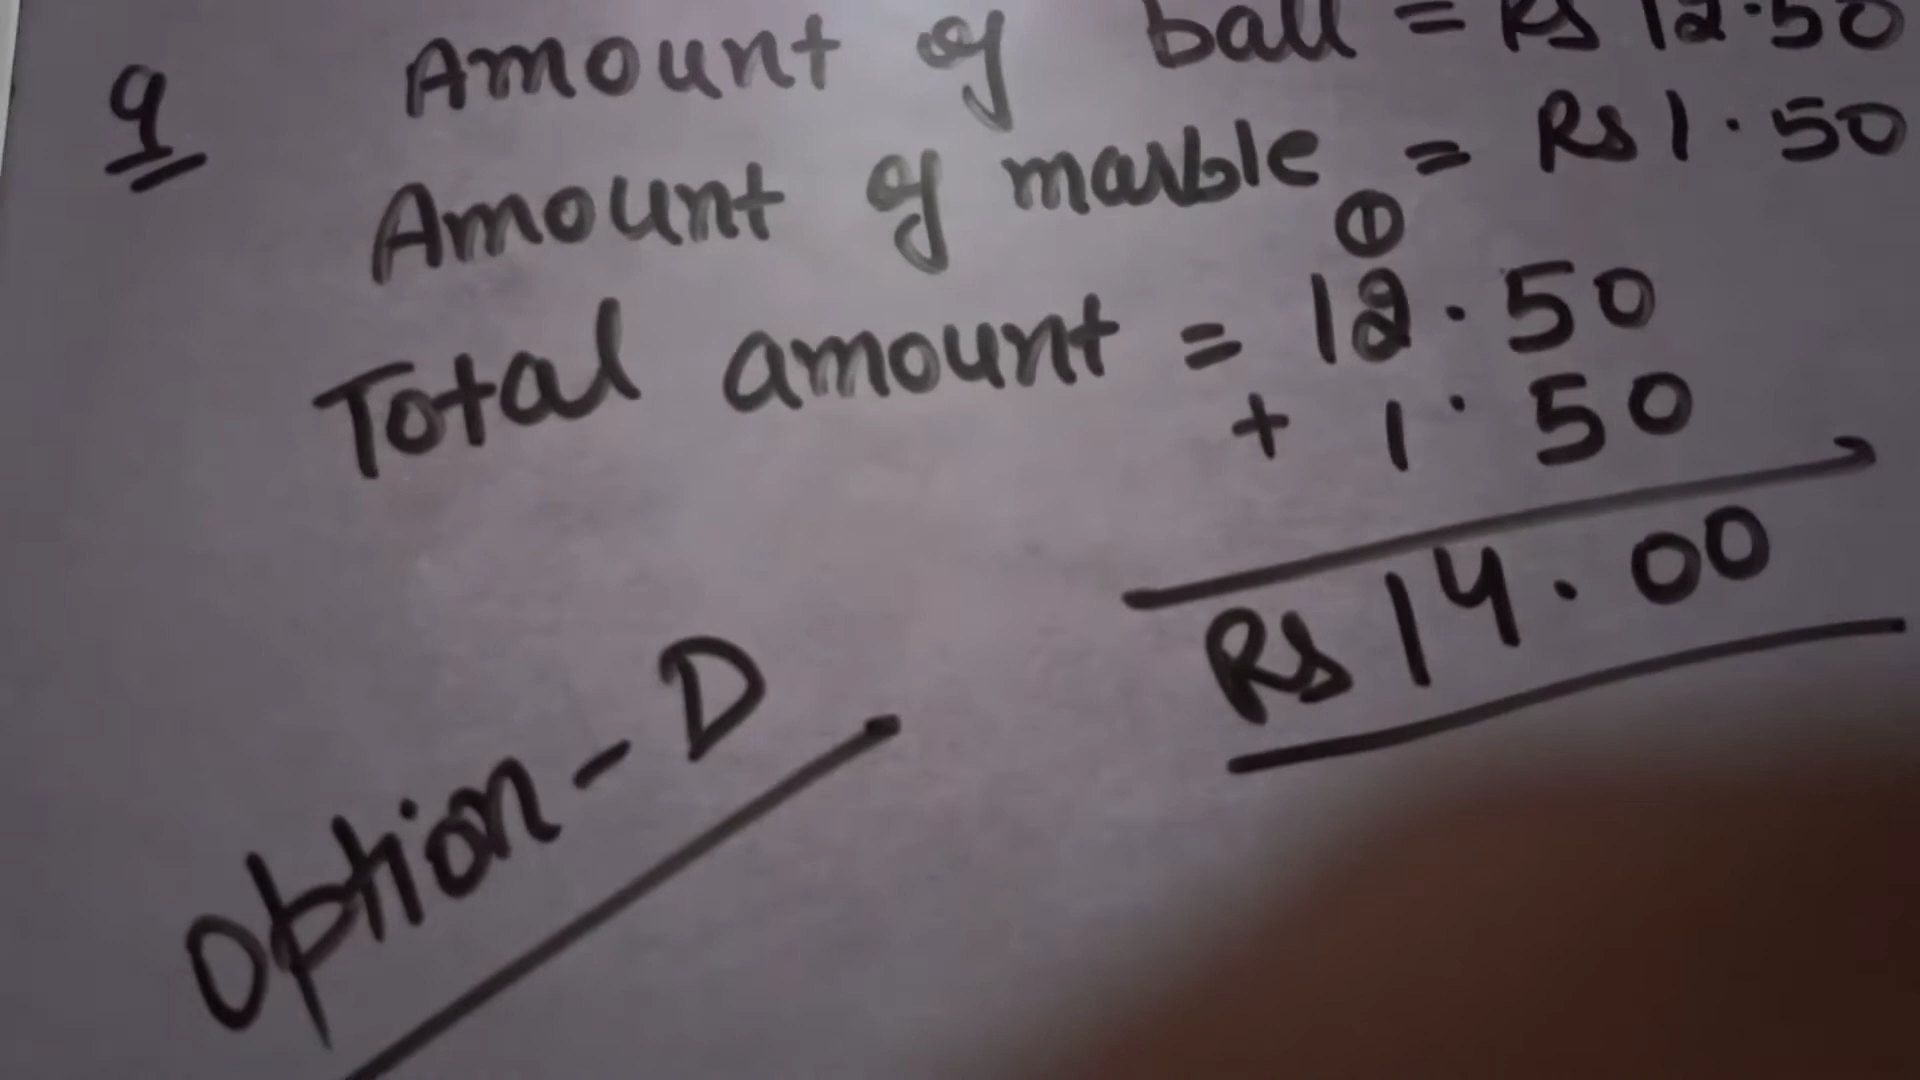 9 Amount of ball = Rs 12.50
Amount of marble = Rs 1.50
1
Total amount = 12.50
+ 1.50
Rs 14.00
Option-D